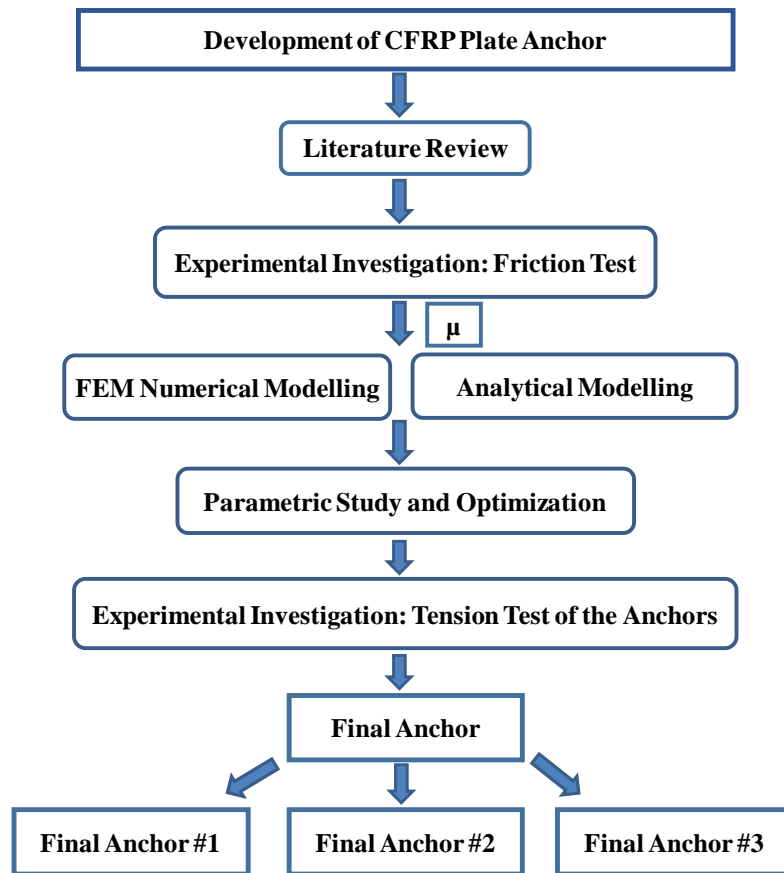 Development of CFRP Plate Anchor
Literature Review
Experimental Investigation: Friction Test
μ
FEM Numerical Modelling
Analytical Modelling
Parametric Study and Optimization
Experimental Investigation: Tension Test of the Anchors
Final Anchor
Final Anchor #1
Final Anchor #2
Final Anchor #3